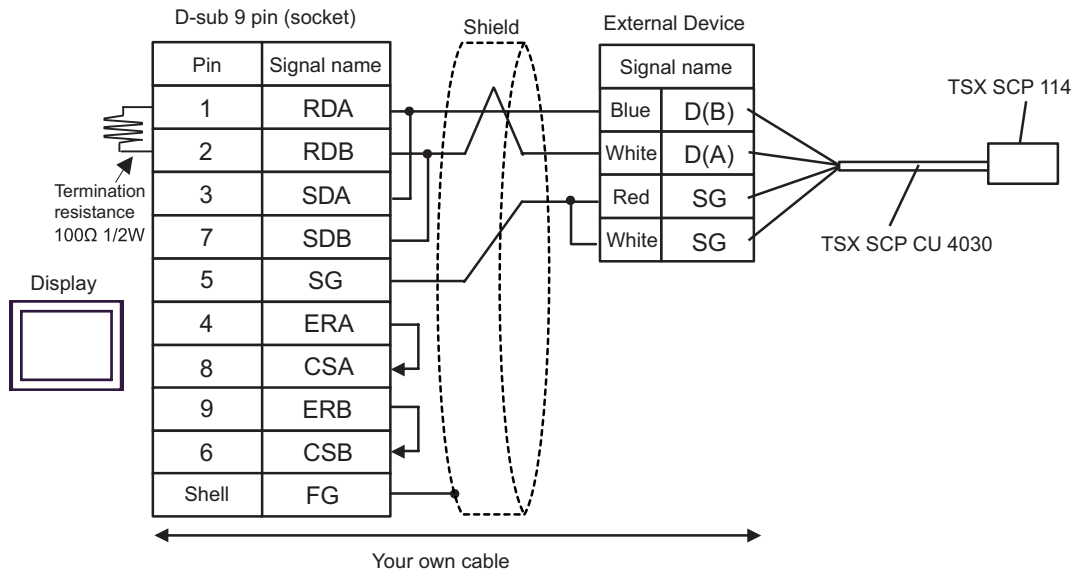 D-sub 9 pin (socket)
Shield
External Device
Pin Signal name
1 RDA
2 RDB
3 SDA
7 SDB
5 SG
4 ERA
8 CSA
9 ERB
6 CSB
Shell FG
Termination
resistance
100Ω 1/2W
Display
Signal name
Blue D(B)
White D(A)
Red SG
White SG
TSX SCP 114
TSX SCP CU 4030
Your own cable